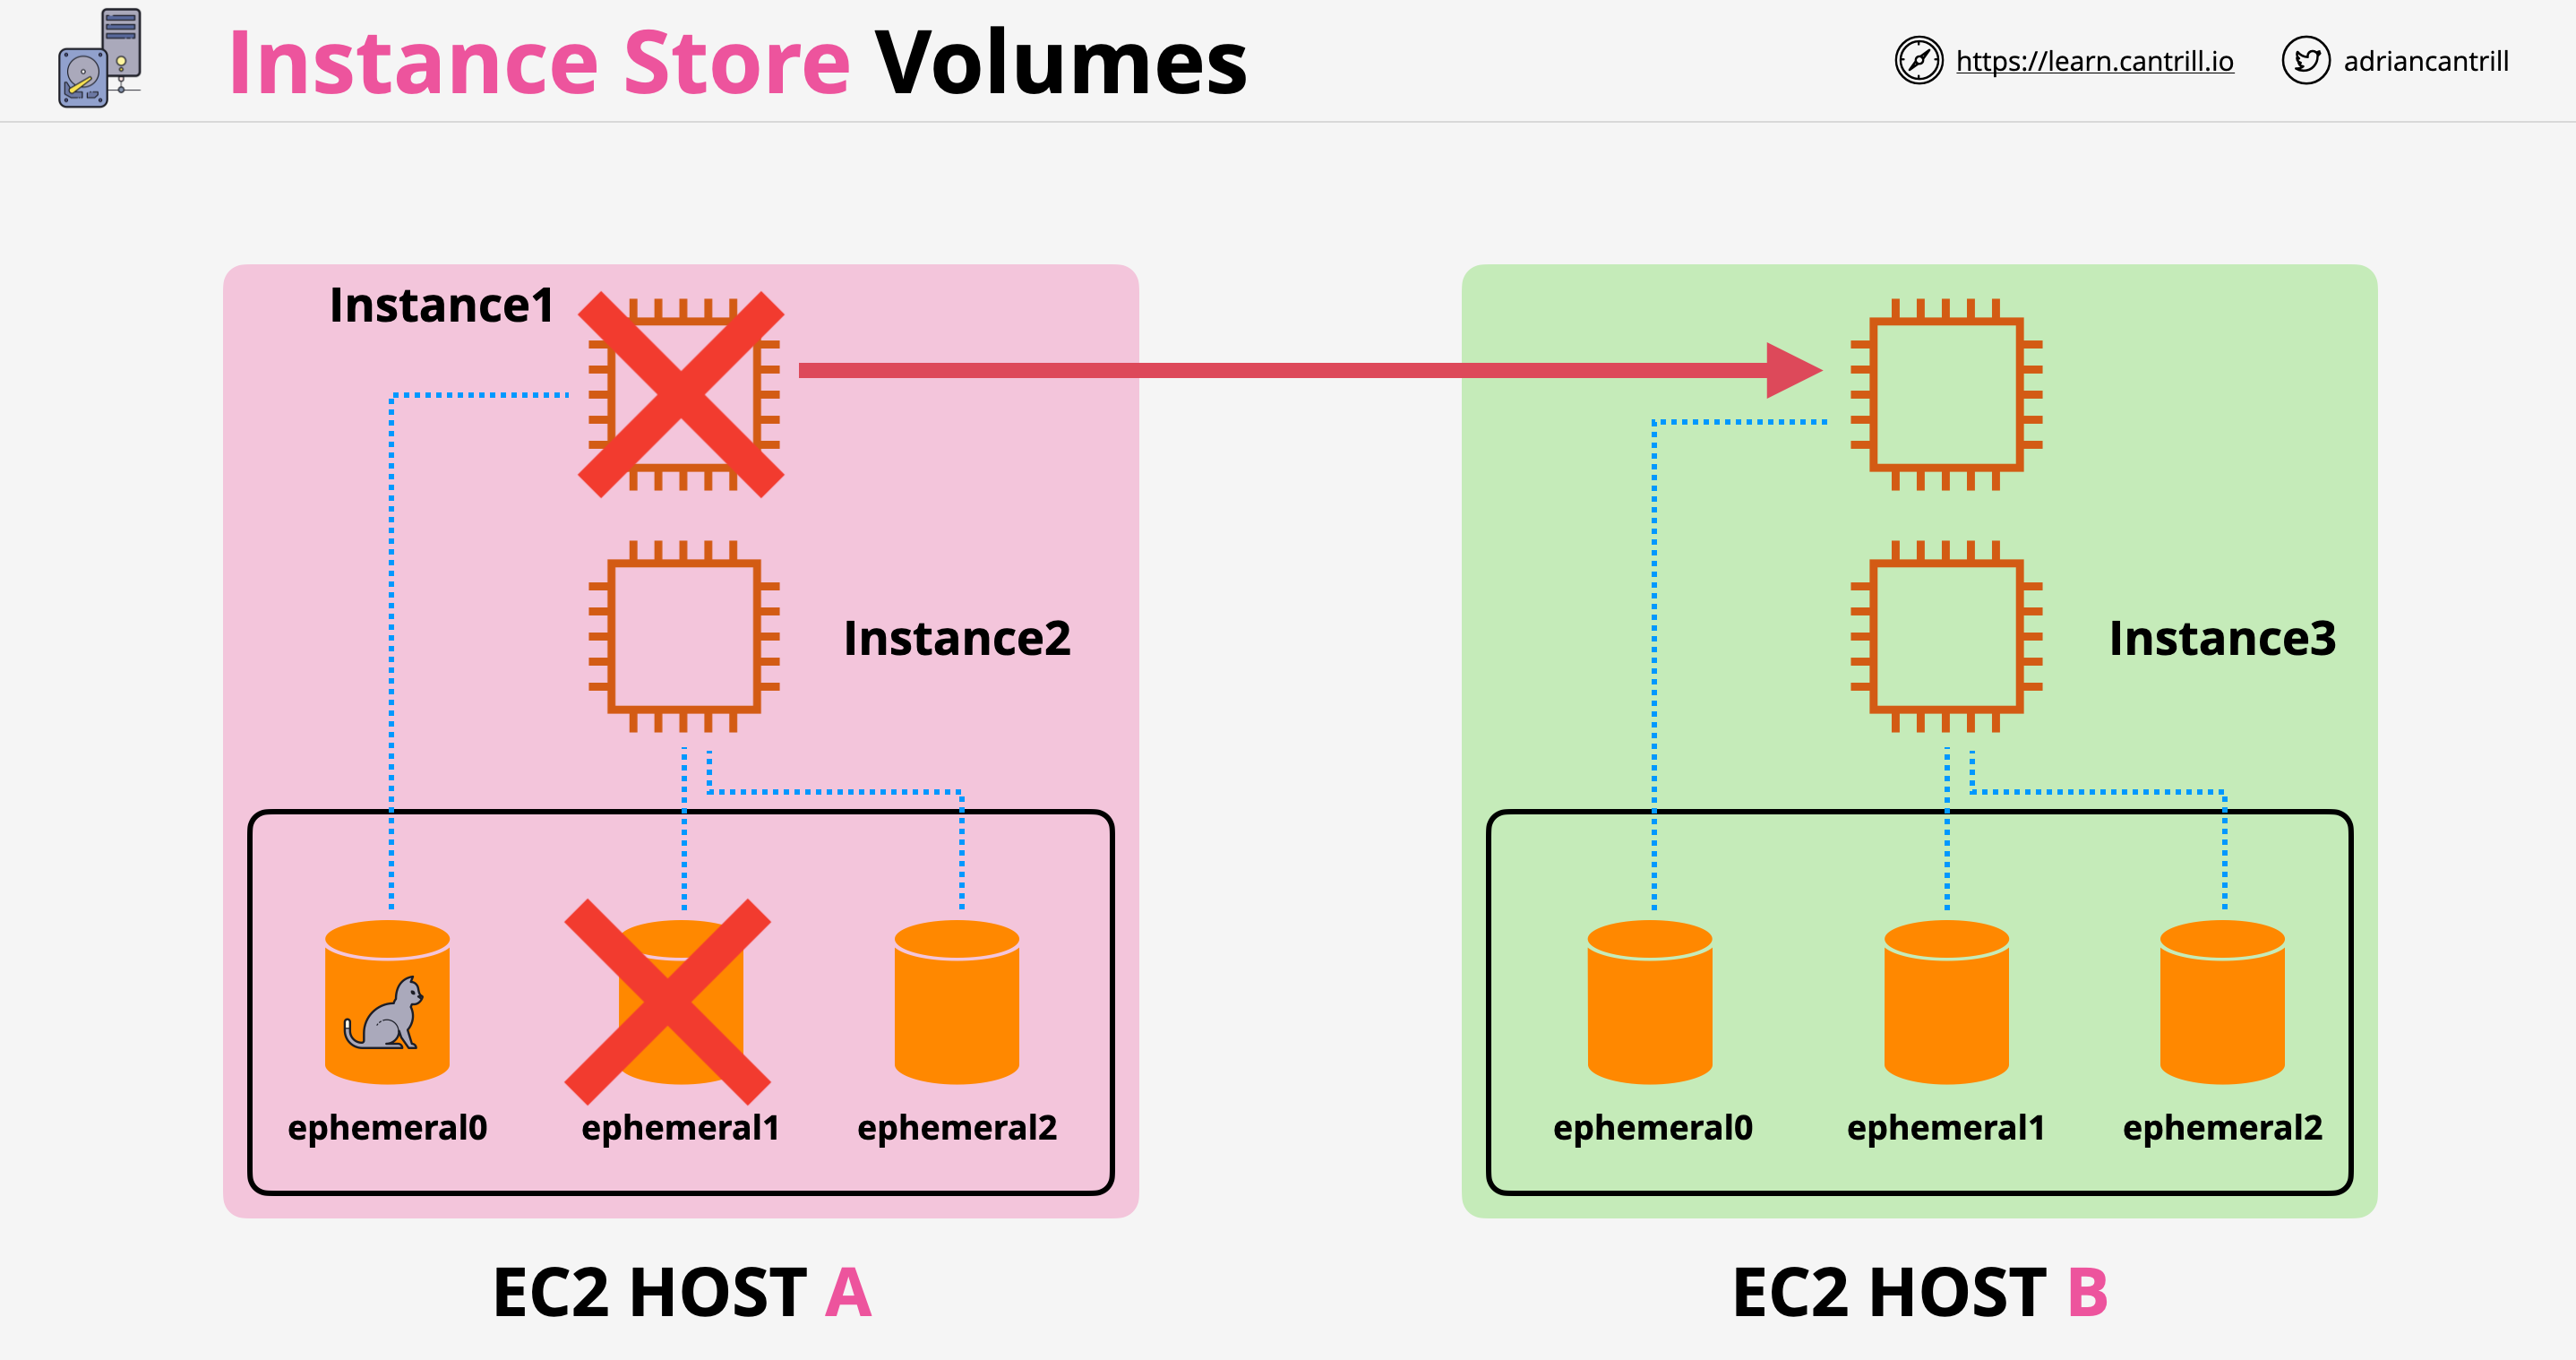 Instance Store Volumes
https://learn.cantrill.io
adriancantrill
Instance1
Instance2
ephemeral0
ephemeral1
ephemeral2
EC2 HOST A
Instance3
ephemeral0
ephemeral1
ephemeral2
EC2 HOST B